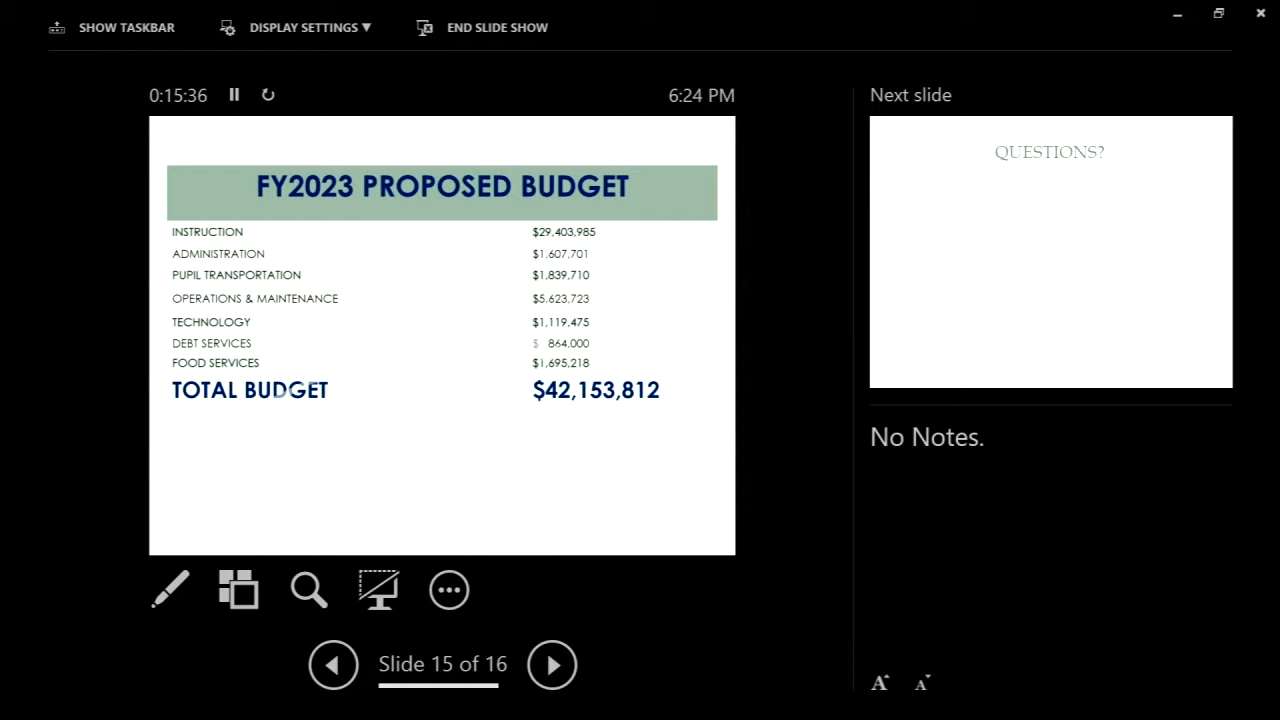 SHOW TASKBAR DISPLAY SETTINGS ▼ END SLIDE SHOW
0:15:36 6:24 PM
Next slide
FY2023 PROPOSED BUDGET
INSTRUCTION $29,403,985
ADMINISTRATION $1,607,701
PUPIL TRANSPORTATION $1,839,710
OPERATIONS & MAINTENANCE $5,623,723
TECHNOLOGY $1,119,475
DEBT SERVICES $ 864,000
FOOD SERVICES $1,695,218
TOTAL BUDGET $42,153,812
QUESTIONS?
No Notes.
Slide 15 of 16
A A